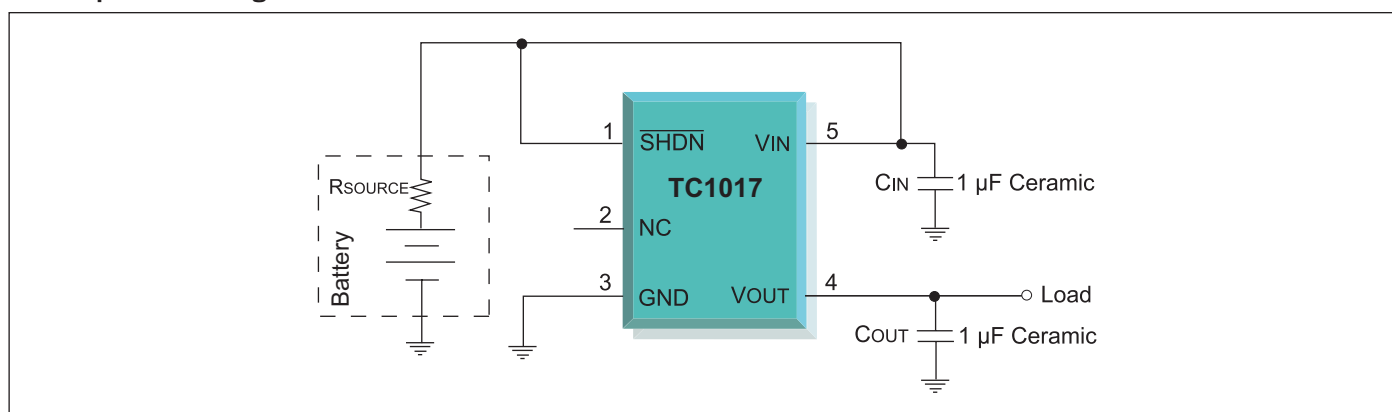 1
SHDN
VIN
5
TC1017
CIN
1 µF Ceramic
RSOURCE
2
NC
Battery
3
GND
VOUT
4
Load
COUT
1 µF Ceramic